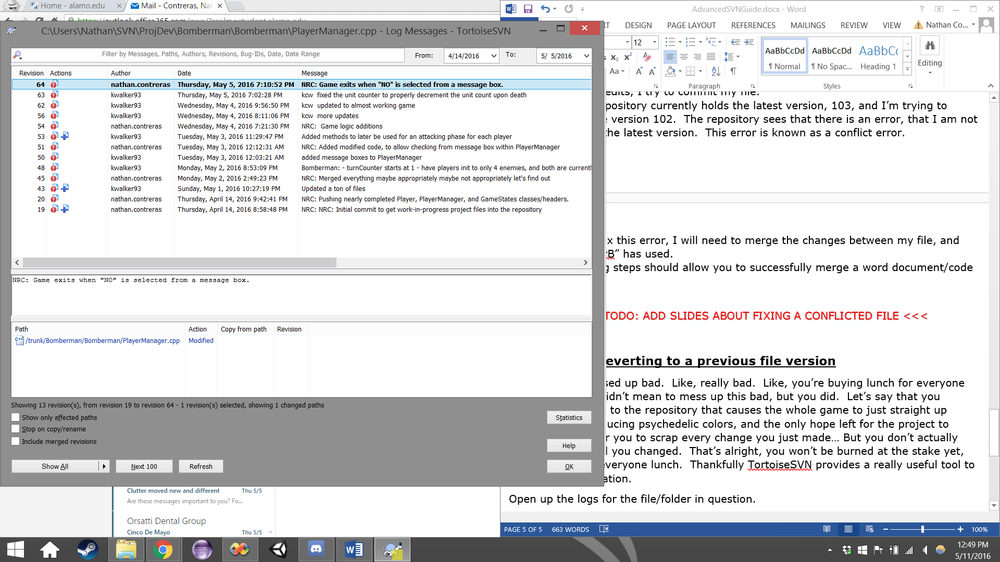 Home - alamo.edu
Mail - Contreras, Nat
https://outlook.office365.com/owa/?realm=student.alamo.edu
C:\Users\Nathan\SVN\ProjDev\Bomberman\Bomberman\PlayerManager.cpp - Log Messages - TortoiseSVN
Filter by Messages, Paths, Authors, Revisions, Bug-IDs, Date, Date Range
From: 4/14/2016 To: 5/ 5/2016
Revision Actions Author Date Message
64 nathan.contreras Thursday, May 5, 2016 7:10:52 PM NRC: Game exits when "NO" is selected from a message box.
63 kwalker93 Thursday, May 5, 2016 7:02:28 PM kcw fixed the unit counter to properly decrement the unit count upon death
62 kwalker93 Wednesday, May 4, 2016 9:56:50 PM kcw updated to almost working game
56 kwalker93 Wednesday, May 4, 2016 8:11:06 PM kcw more updates
54 nathan.contreras Wednesday, May 4, 2016 7:21:30 PM NRC: Game logic additions
53 kwalker93 Tuesday, May 3, 2016 11:29:47 PM Added methods to later be used for an attacking phase for each player
51 nathan.contreras Tuesday, May 3, 2016 12:12:31 AM NRC: Added modified code, to allow checking from message box within PlayerManager
50 kwalker93 Tuesday, May 3, 2016 12:03:21 AM added message boxes to PlayerManager
48 kwalker93 Monday, May 2, 2016 8:53:09 PM Bomberman: - turnCounter starts at 1 - have players init to only 4 enemies, and both are currentl
45 nathan.contreras Monday, May 2, 2016 2:49:23 PM NRC: Merged everything maybe appropriately maybe not appropriately let's find out
43 kwalker93 Sunday, May 1, 2016 10:27:19 PM Updated a ton of files
20 nathan.contreras Thursday, April 14, 2016 9:42:41 PM NRC: Pushing nearly completed Player, PlayerManager, and GameStates classes/headers.
19 nathan.contreras Thursday, April 14, 2016 8:58:48 PM NRC: NRC: Initial commit to get work-in-progress project files into the repository
NRC: Game exits when "NO" is selected from a message box.
Path Action Copy from path Revision
/trunk/Bomberman/Bomberman/PlayerManager.cpp Modified
Showing 13 revision(s), from revision 19 to revision 64 - 1 revision(s) selected, showing 1 changed paths
Show only affected paths
Stop on copy/rename
Include merged revisions
Statistics
Help
Show All
Next 100
Refresh
OK
Clutter moved new and different Thu 5/5
Are these messages important to you? Fo...
Orsatti Dental Group
Cinco De Mayo Thu 5/5
AdvancedSVNGuide.docx - Word
RT DESIGN PAGE LAYOUT REFERENCES MAILINGS REVIEW VIEW Nathan Co...
12
AaBbCcDd AaBbCcDd AaBbCc
¶ Normal ¶ No Spac... Heading 1
Editing
Paragraph Styles
edits, I try to commit my file.
pository currently holds the latest version, 103, and I’m trying to
version 102. The repository sees that there is an error, that I am not
the latest version. This error is known as a conflict error.
x this error, I will need to merge the changes between my file, and
rB” has used.
g steps should allow you to successfully merge a word document/code
TODO: ADD SLIDES ABOUT FIXING A CONFLICTED FILE <<<
everting to a previous file version
sed up bad. Like, really bad. Like, you’re buying lunch for everyone
idn’t mean to mess up this bad, but you did. Let’s say that you
to the repository that causes the whole game to just straight up
ucing psychedelic colors, and the only hope left for the project to
r you to scrap every change you just made… But you don’t actually
l you changed. That’s alright, you won’t be burned at the stake yet,
everyone lunch. Thankfully TortoiseSVN provides a really useful tool to
ation.
Open up the logs for the file/folder in question.
PAGE 5 OF 5 663 WORDS 100%
12:49 PM
5/11/2016